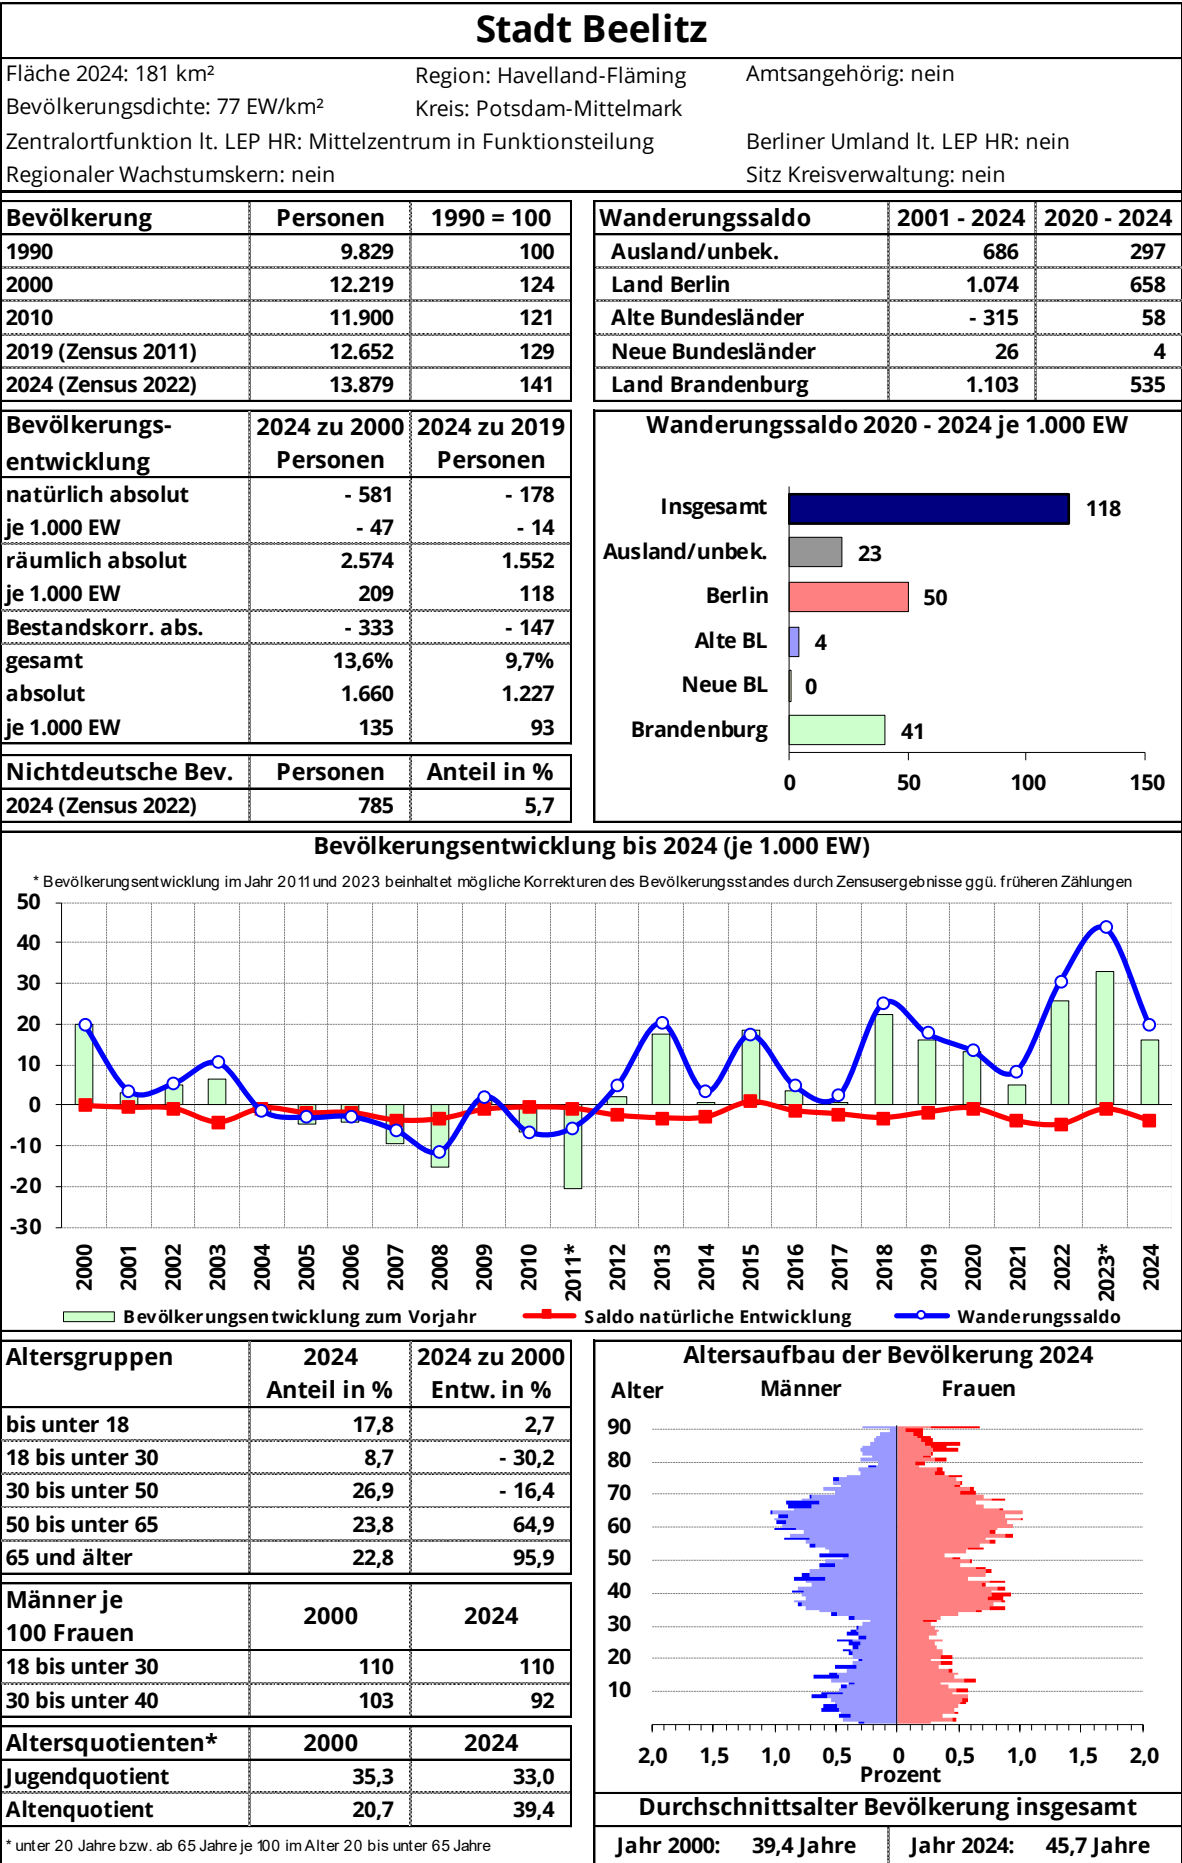 Stadt Beelitz
Fläche 2024: 181 km² Region: Havelland-Fläming Amtsangehörig: nein
Bevölkerungsdichte: 77 EW/km² Kreis: Potsdam-Mittelmark
Zentralortfunktion lt. LEP HR: Mittelzentrum in Funktionsteilung Berliner Umland lt. LEP HR: nein
Regionaler Wachstumskern: nein Sitz Kreisverwaltung: nein
Bevölkerung Personen 1990 = 100
1990 9.829 100
2000 12.219 124
2010 11.900 121
2019 (Zensus 2011) 12.652 129
2024 (Zensus 2022) 13.879 141
Wanderungssaldo 2001 - 2024 2020 - 2024
Ausland/unbek. 686 297
Land Berlin 1.074 658
Alte Bundesländer - 315 58
Neue Bundesländer 26 4
Land Brandenburg 1.103 535
Bevölkerungs- 2024 zu 2000 2024 zu 2019
entwicklung Personen Personen
natürlich absolut - 581 - 178
je 1.000 EW - 47 - 14
räumlich absolut 2.574 1.552
je 1.000 EW 209 118
Bestandskorr. abs. - 333 - 147
gesamt 13,6% 9,7%
absolut 1.660 1.227
je 1.000 EW 135 93
Nichtdeutsche Bev. Personen Anteil in %
2024 (Zensus 2022) 785 5,7
Wanderungssaldo 2020 - 2024 je 1.000 EW
Insgesamt 118
Ausland/unbek. 23
Berlin 50
Alte BL 4
Neue BL 0
Brandenburg 41
0 50 100 150
Bevölkerungsentwicklung bis 2024 (je 1.000 EW)
* Bevölkerungsentwicklung im Jahr 2011 und 2023 beinhaltet mögliche Korrekturen des Bevölkerungsstandes durch Zensusergebnisse ggü. früheren Zählungen
50
40
30
20
10
0
-10
-20
-30
2000 2001 2002 2003 2004 2005 2006 2007 2008 2009 2010 2011* 2012 2013 2014 2015 2016 2017 2018 2019 2020 2021 2022 2023* 2024
Bevölkerungsentwicklung zum Vorjahr Saldo natürliche Entwicklung Wanderungssaldo
Altersgruppen 2024 2024 zu 2000
Anteil in % Entw. in %
bis unter 18 17,8 2,7
18 bis unter 30 8,7 - 30,2
30 bis unter 50 26,9 - 16,4
50 bis unter 65 23,8 64,9
65 und älter 22,8 95,9
Männer je
100 Frauen 2000 2024
18 bis unter 30 110 110
30 bis unter 40 103 92
Altersquotienten* 2000 2024
Jugendquotient 35,3 33,0
Altenquotient 20,7 39,4
* unter 20 Jahre bzw. ab 65 Jahre je 100 im Alter 20 bis unter 65 Jahre
Altersaufbau der Bevölkerung 2024
Alter Männer Frauen
90
80
70
60
50
40
30
20
10
2,0 1,5 1,0 0,5 0 0,5 1,0 1,5 2,0
Prozent
Durchschnittsalter Bevölkerung insgesamt
Jahr 2000: 39,4 Jahre Jahr 2024: 45,7 Jahre